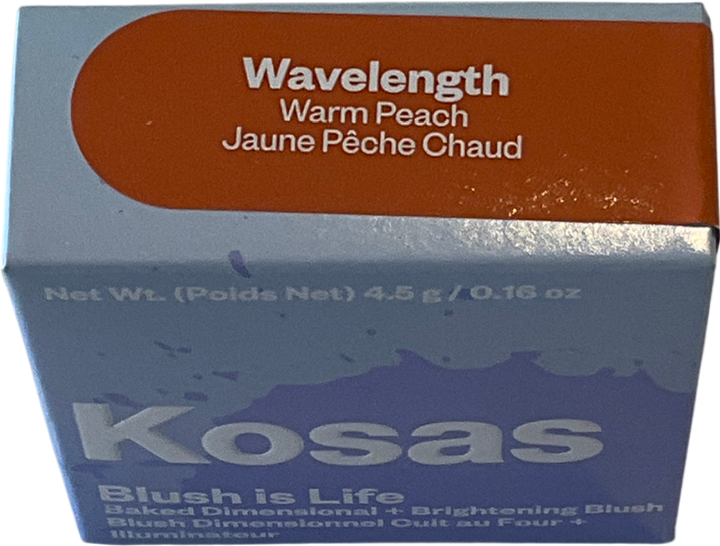 Wavelength
Warm Peach
Jaune Pêche Chaud
Net Wt. (Poids Net) 4.5 g / 0.16 oz
Kosas
Blush is Life
Baked Dimensional + Brightening Blush
Blush Dimensionnel Cuit au Four +
Illuminateur